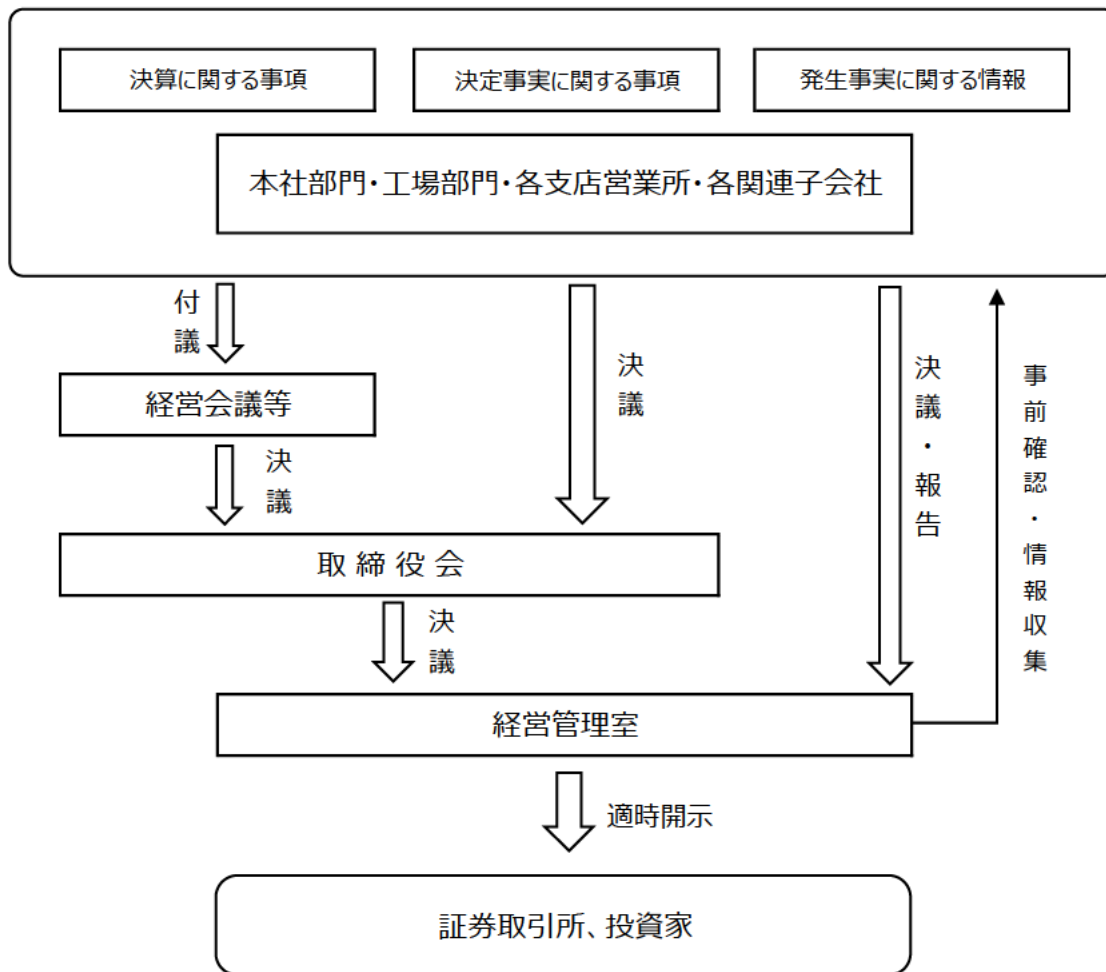 決算に関する事項
決定事実に関する事項
発生事実に関する情報
本社部門・工場部門・各支店営業所・各関連子会社
付議
決議
決議・報告
事前確認・情報収集
経営会議等
決議
取締役会
決議
経営管理室
適時開示
証券取引所、投資家